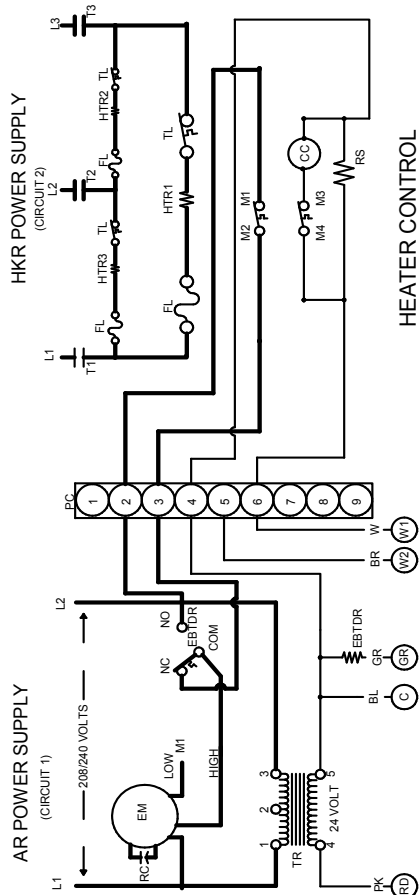 AR POWER SUPPLY
(CIRCUIT 1)
HKR POWER SUPPLY
(CIRCUIT 2)
L1
208/240 VOLTS
L2
RC
EM
LOW M1
HIGH
NC
NO
EBTDR
COM
1
2
3
TR
4
24 VOLT
5
PK
RD
BL
C
GR
GR
EBTDR
BR
W2
W
W1
PC
1
2
3
4
5
6
7
8
9
L1
L2
L3
T1
T2
T3
FL
HTR3
TL
FL
HTR2
TL
FL
HTR1
TL
M2
M1
M4
M3
CC
RS
HEATER CONTROL